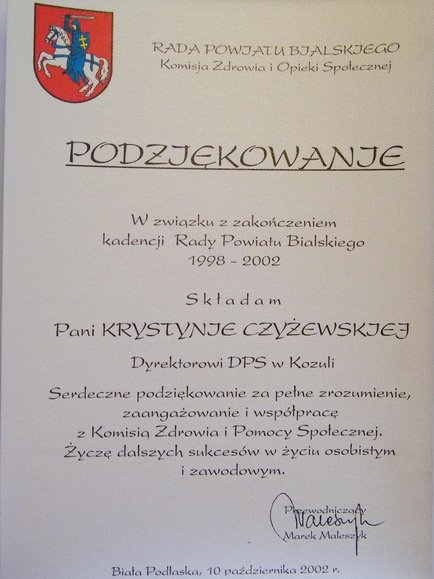 RADA POWIATU BIALSKIEGO
Komisja Zdrowia i Opieki Społecznej
PODZIĘKOWANIE
W związku z zakończeniem
kadencji Rady Powiatu Bialskiego
1998 - 2002
Składam
Pani KRYSTYNIE CZYŻEWSKIEJ
Dyrektorowi DPS w Kozuli
Serdeczne podziękowanie za pełne zrozumienie,
zaangażowanie i współpracę
z Komisją Zdrowia i Pomocy Społecznej.
Życzę dalszych sukcesów w życiu osobistym
i zawodowym.
Przewodniczący
Marek Maleszyk
Biała Podlaska, 10 października 2002 r.